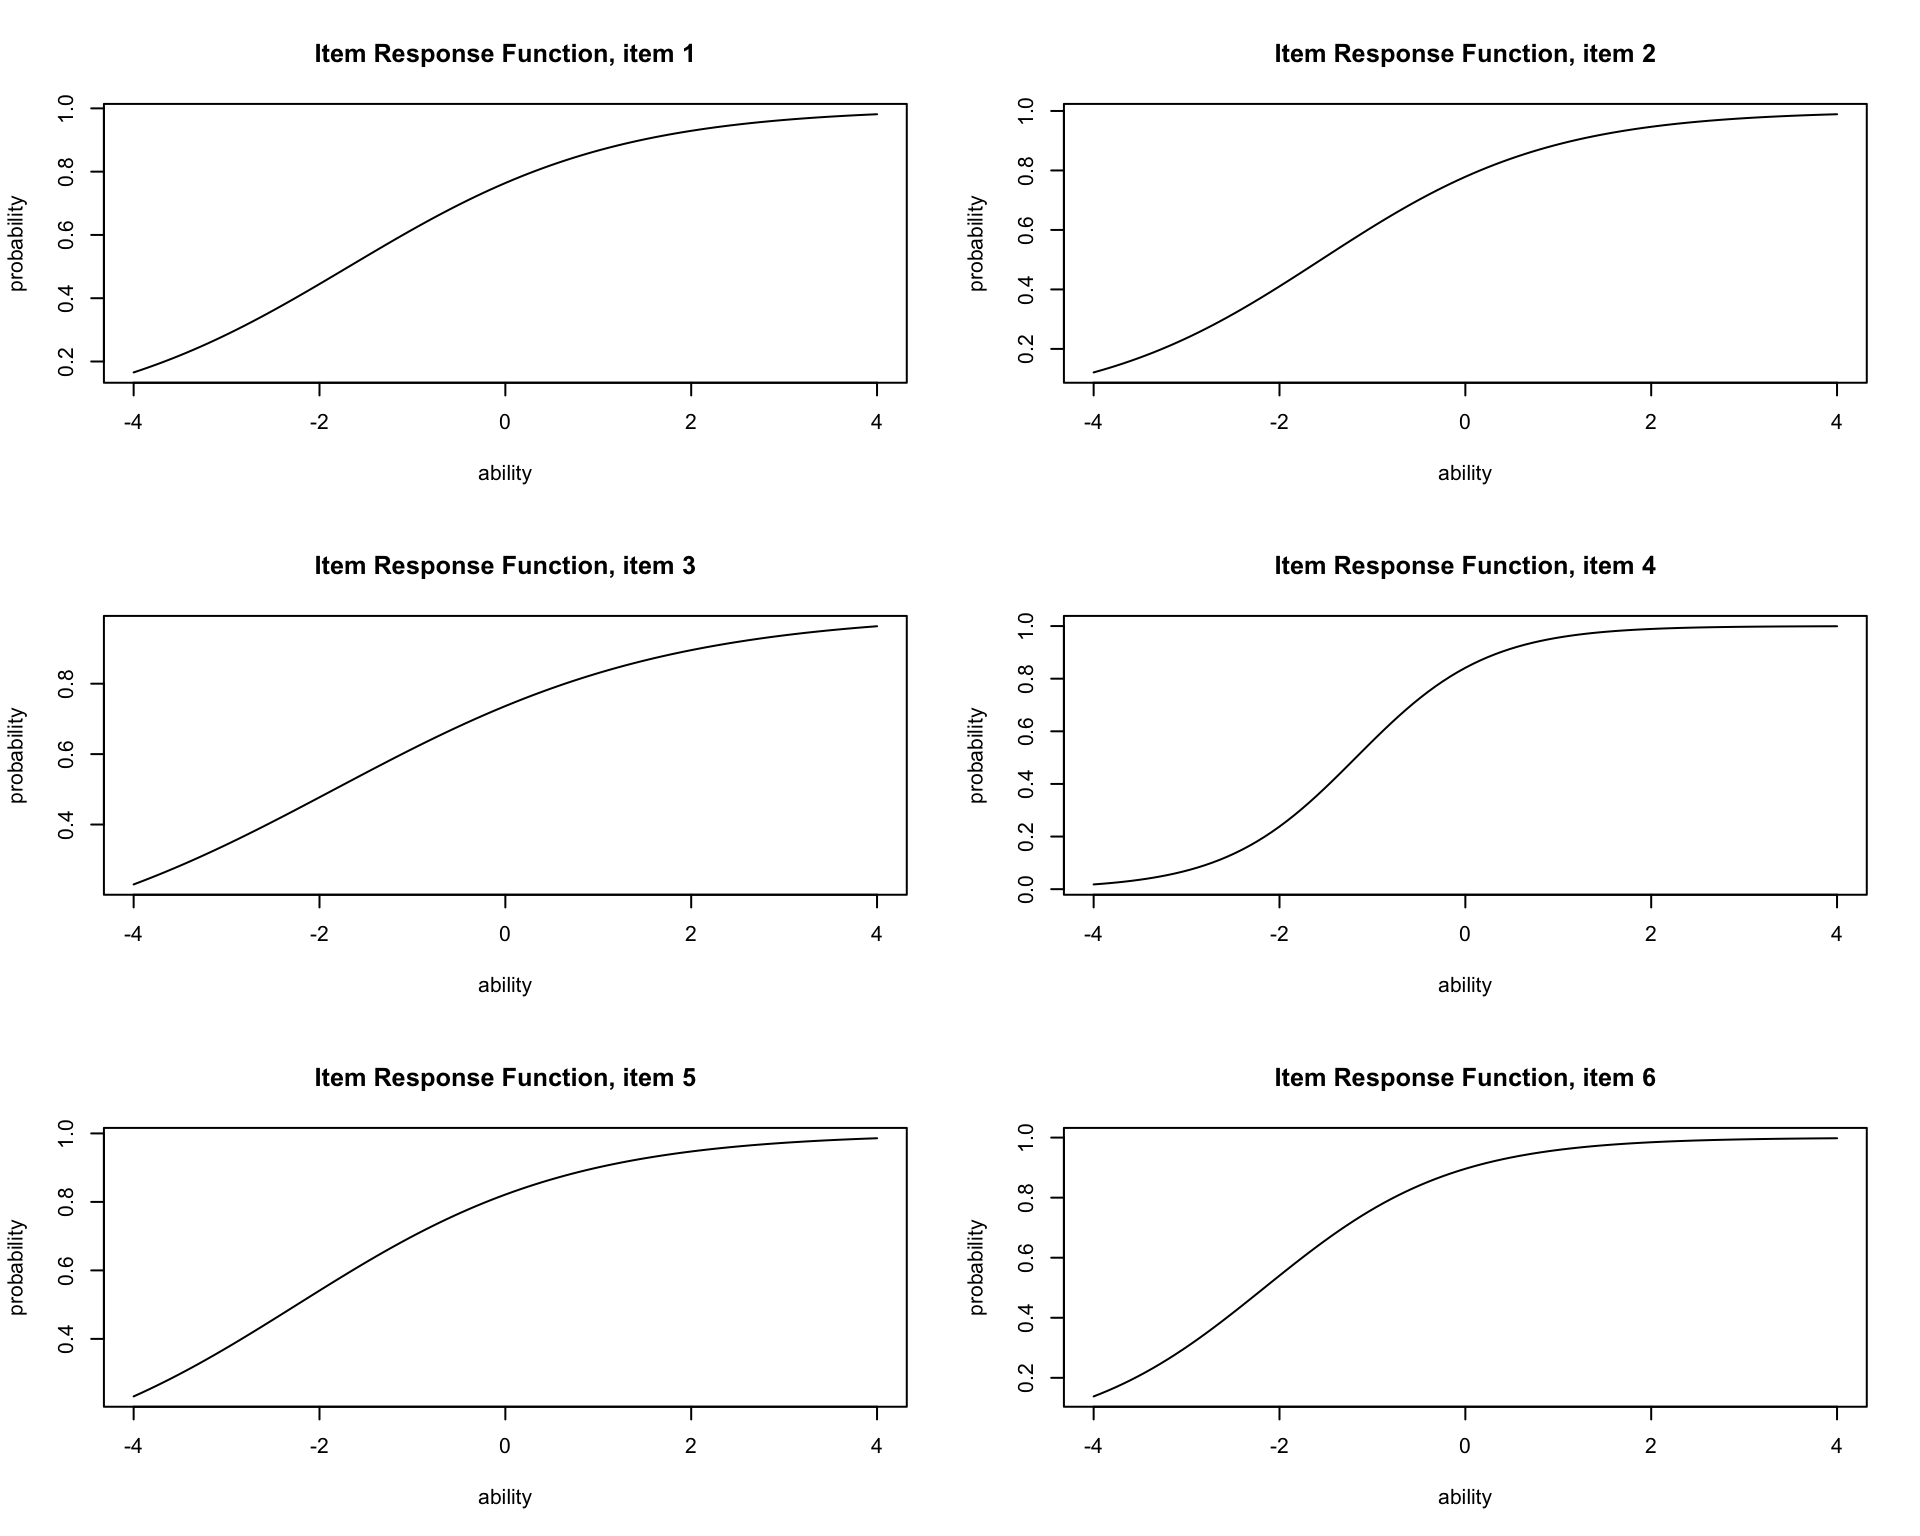 Item Response Function, item 1
probability
1.0
0.8
0.6
0.4
0.2
-4 -2 0 2 4
ability
Item Response Function, item 2
probability
1.0
0.8
0.6
0.4
0.2
-4 -2 0 2 4
ability
Item Response Function, item 3
probability
0.8
0.6
0.4
-4 -2 0 2 4
ability
Item Response Function, item 4
probability
1.0
0.8
0.6
0.4
0.2
0.0
-4 -2 0 2 4
ability
Item Response Function, item 5
probability
1.0
0.8
0.6
0.4
-4 -2 0 2 4
ability
Item Response Function, item 6
probability
1.0
0.8
0.6
0.4
0.2
-4 -2 0 2 4
ability